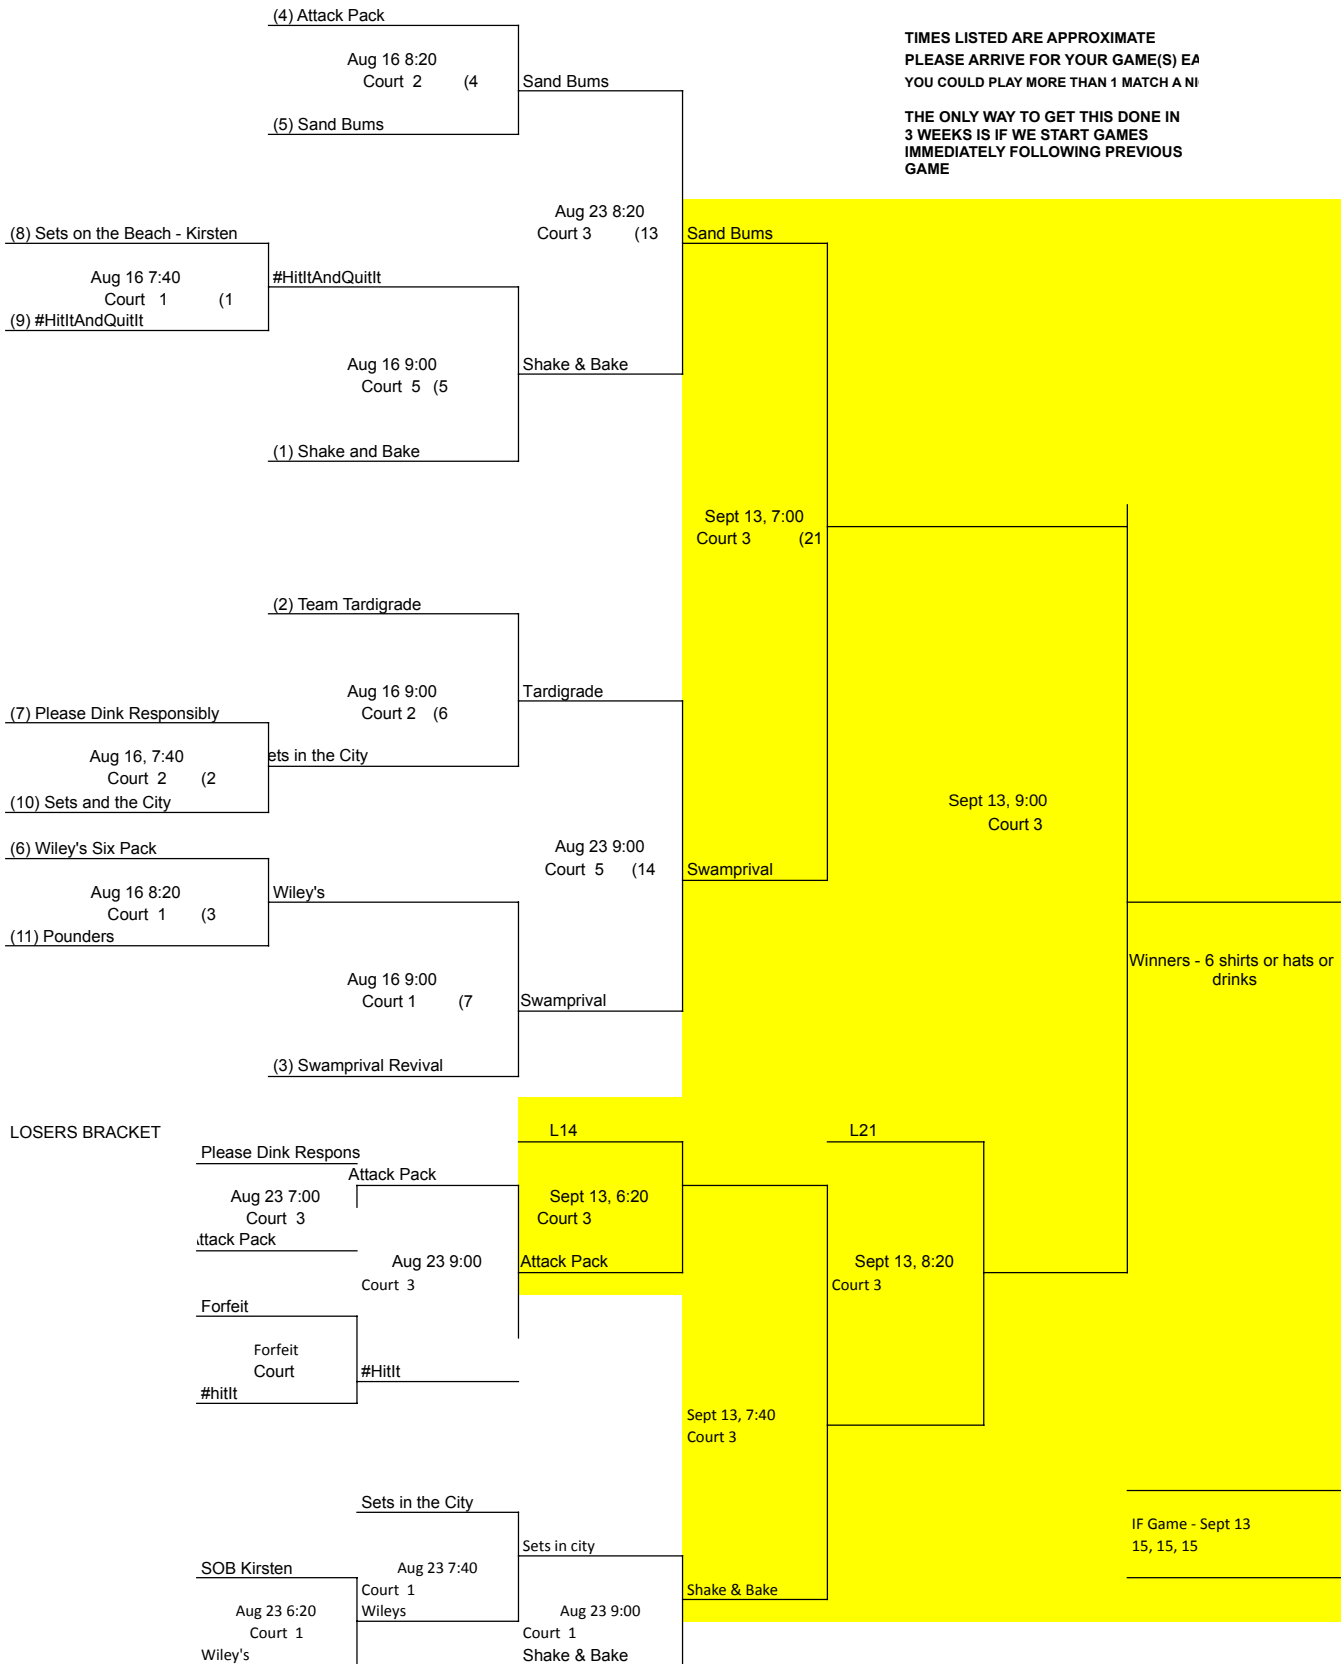 (4) Attack Pack
TIMES LISTED ARE APPROXIMATE
Aug 16 8:20
PLEASE ARRIVE FOR YOUR GAME(S) EA
Court 2 (4
Sand Bums
YOU COULD PLAY MORE THAN 1 MATCH A NI
(5) Sand Bums
THE ONLY WAY TO GET THIS DONE IN
3 WEEKS IS IF WE START GAMES
IMMEDIATELY FOLLOWING PREVIOUS
GAME
Aug 23 8:20
(8) Sets on the Beach - Kirsten
Court 3 (13
Sand Bums
Aug 16 7:40
#HitItAndQuitIt
Court 1 (1
(9) #HitItAndQuitIt
Aug 16 9:00
Shake & Bake
Court 5 (5
(1) Shake and Bake
Sept 13, 7:00
Court 3 (21
(2) Team Tardigrade
Aug 16 9:00
Tardigrade
(7) Please Dink Responsibly
Court 2 (6
Aug 16, 7:40
ets in the City
Court 2 (2
(10) Sets and the City
Sept 13, 9:00
Court 3
(6) Wiley's Six Pack
Aug 23 9:00
Court 5 (14
Swamprival
Aug 16 8:20
Wiley's
Court 1 (3
(11) Pounders
Winners - 6 shirts or hats or
drinks
Aug 16 9:00
Court 1 (7
Swamprival
(3) Swamprival Revival
LOSERS BRACKET
L14
L21
Please Dink Respons
Attack Pack
Aug 23 7:00
Court 3
Sept 13, 6:20
Court 3
ttack Pack
Aug 23 9:00
Court 3
Attack Pack
Sept 13, 8:20
Court 3
Forfeit
Forfeit
Court
#HitIt
#hitIt
Sept 13, 7:40
Court 3
Sets in the City
IF Game - Sept 13
15, 15, 15
Sets in city
SOB Kirsten
Aug 23 7:40
Court 1
Shake & Bake
Aug 23 6:20
Wileys
Aug 23 9:00
Court 1
Court 1
Wiley's
Shake & Bake